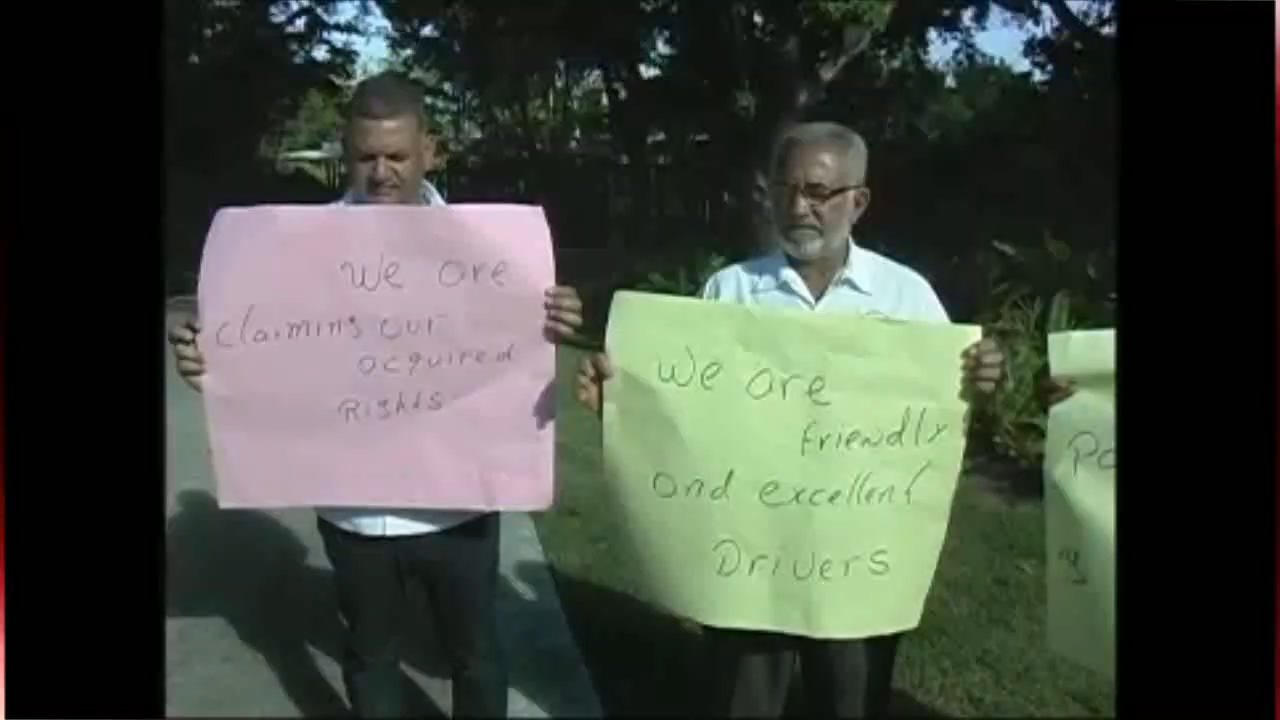 We are
claiming our
acquired
Rights
We are
friendly
and excellent
Drivers